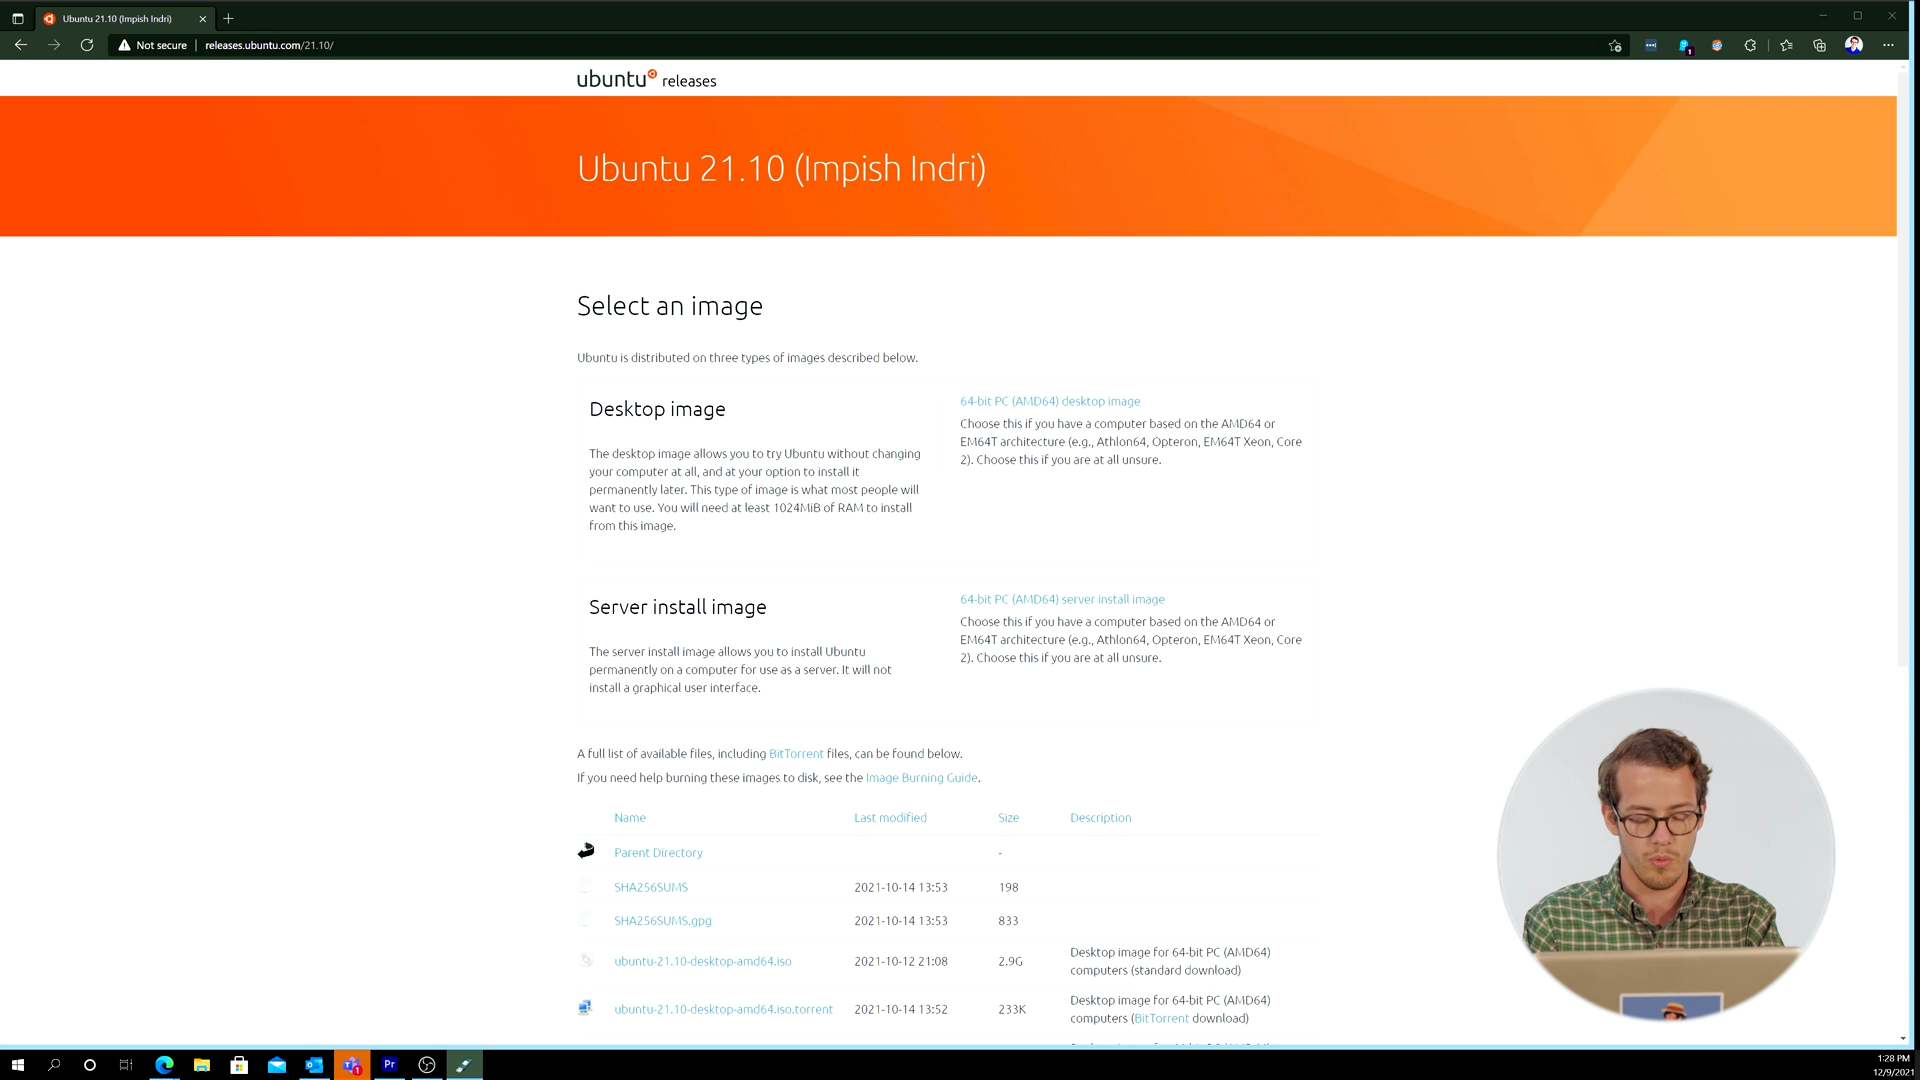 Ubuntu 21.10 (Impish Indri)
Not secure
releases.ubuntu.com/21.10/
1
ubuntu releases
Ubuntu 21.10 (Impish Indri)
Select an image
Ubuntu is distributed on three types of images described below.
Desktop image
The desktop image allows you to try Ubuntu without changing
your computer at all, and at your option to install it
permanently later. This type of image is what most people will
want to use. You will need at least 1024MiB of RAM to install
from this image.
64-bit PC (AMD64) desktop image
Choose this if you have a computer based on the AMD64 or
EM64T architecture (e.g., Athlon64, Opteron, EM64T Xeon, Core
2). Choose this if you are at all unsure.
Server install image
The server install image allows you to install Ubuntu
permanently on a computer for use as a server. It will not
install a graphical user interface.
64-bit PC (AMD64) server install image
Choose this if you have a computer based on the AMD64 or
EM64T architecture (e.g., Athlon64, Opteron, EM64T Xeon, Core
2). Choose this if you are at all unsure.
A full list of available files, including BitTorrent files, can be found below.
If you need help burning these images to disk, see the Image Burning Guide.
Name Last modified Size Description
Parent Directory -
SHA256SUMS 2021-10-14 13:53 198
SHA256SUMS.gpg 2021-10-14 13:53 833
ubuntu-21.10-desktop-amd64.iso 2021-10-12 21:08 2.9G Desktop image for 64-bit PC (AMD64)
computers (standard download)
ubuntu-21.10-desktop-amd64.iso.torrent 2021-10-14 13:52 233K Desktop image for 64-bit PC (AMD64)
computers (BitTorrent download)
1
Pr
1:28 PM
12/9/2021